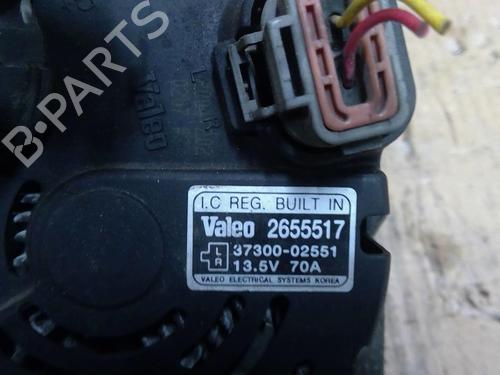 B-PARTS
Valeo
L
R
I.C REG. BUILT IN
Valeo 2655517
L
R
37300-02551
13.5V 70A
VALEO ELECTRICAL SYSTEMS KOREA